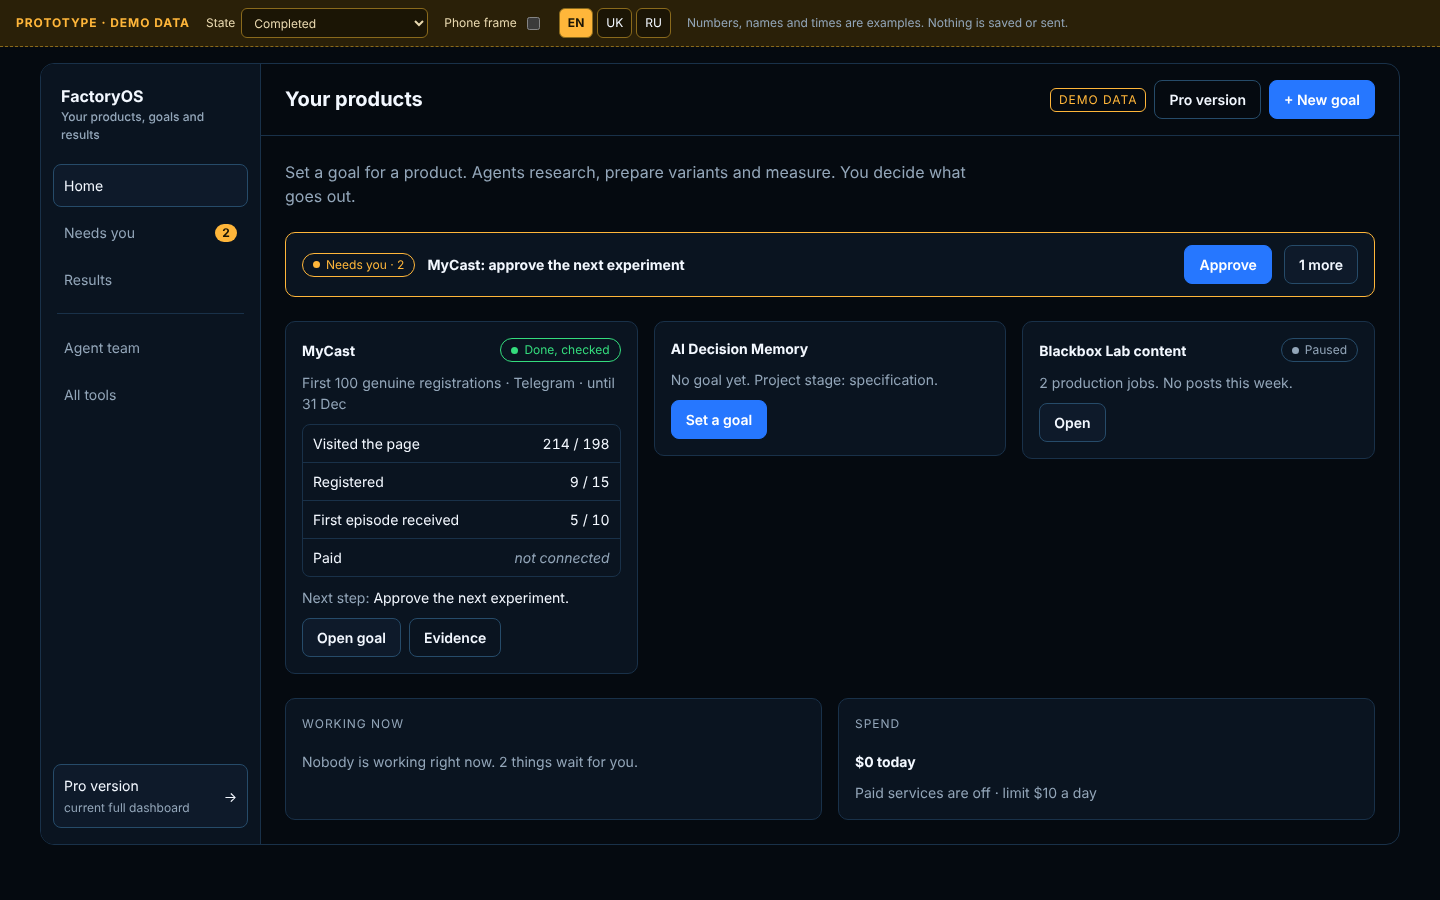 PROTOTYPE · DEMO DATA State Completed Phone frame EN UK RU Numbers, names and times are examples. Nothing is saved or sent.
FactoryOS
Your products, goals and
results
Home
Needs you 2
Results
Agent team
All tools
Pro version →
current full dashboard
Your products DEMO DATA Pro version + New goal
Set a goal for a product. Agents research, prepare variants and measure. You decide what
goes out.
Needs you · 2 MyCast: approve the next experiment Approve 1 more
MyCast Done, checked
First 100 genuine registrations · Telegram · until
31 Dec
Visited the page 214 / 198
Registered 9 / 15
First episode received 5 / 10
Paid not connected
Next step: Approve the next experiment.
Open goal Evidence
AI Decision Memory
No goal yet. Project stage: specification.
Set a goal
Blackbox Lab content Paused
2 production jobs. No posts this week.
Open
WORKING NOW
Nobody is working right now. 2 things wait for you.
SPEND
$0 today
Paid services are off · limit $10 a day